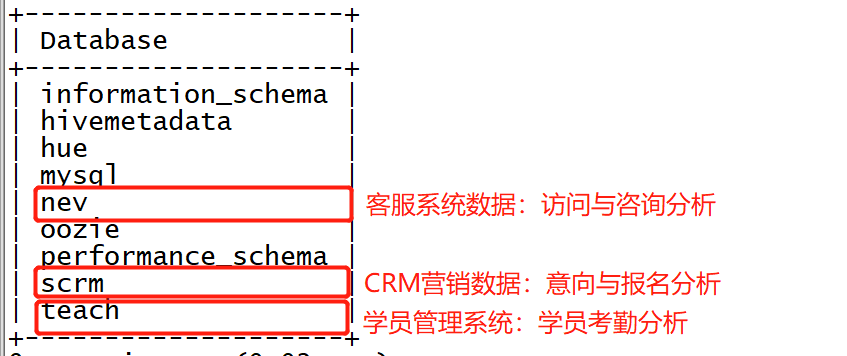 +--------------------+
| Database |
+--------------------+
| information_schema |
| hivemetadata |
| hue |
| mysql |
| nev | 客服系统数据：访问与咨询分析
| oozie |
| performance_schema |
| scrm | CRM营销数据：意向与报名分析
| teach | 学员管理系统：学员考勤分析
+--------------------+